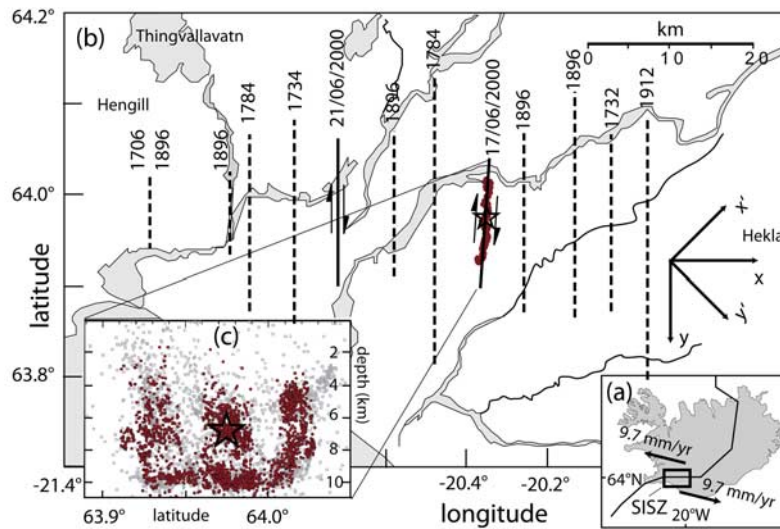 64.2
(b)
Thingvallavatn
km
0 10 20
Hengill
1706
1896
1896
1784
1734
21/06/2000
1896
1784
17/06/2000
1896
1896
1732
1912
64.0
latitude
63.8
x'
Hekla
x
y'
y
(c)
2
4
6
8
10
depth (km)
63.9 latitude 64.0
(a)
9.7 mm/yr
64°N
9.7 mm/yr
SISZ
20°W
-21.4
-20.4 -20.2
longitude